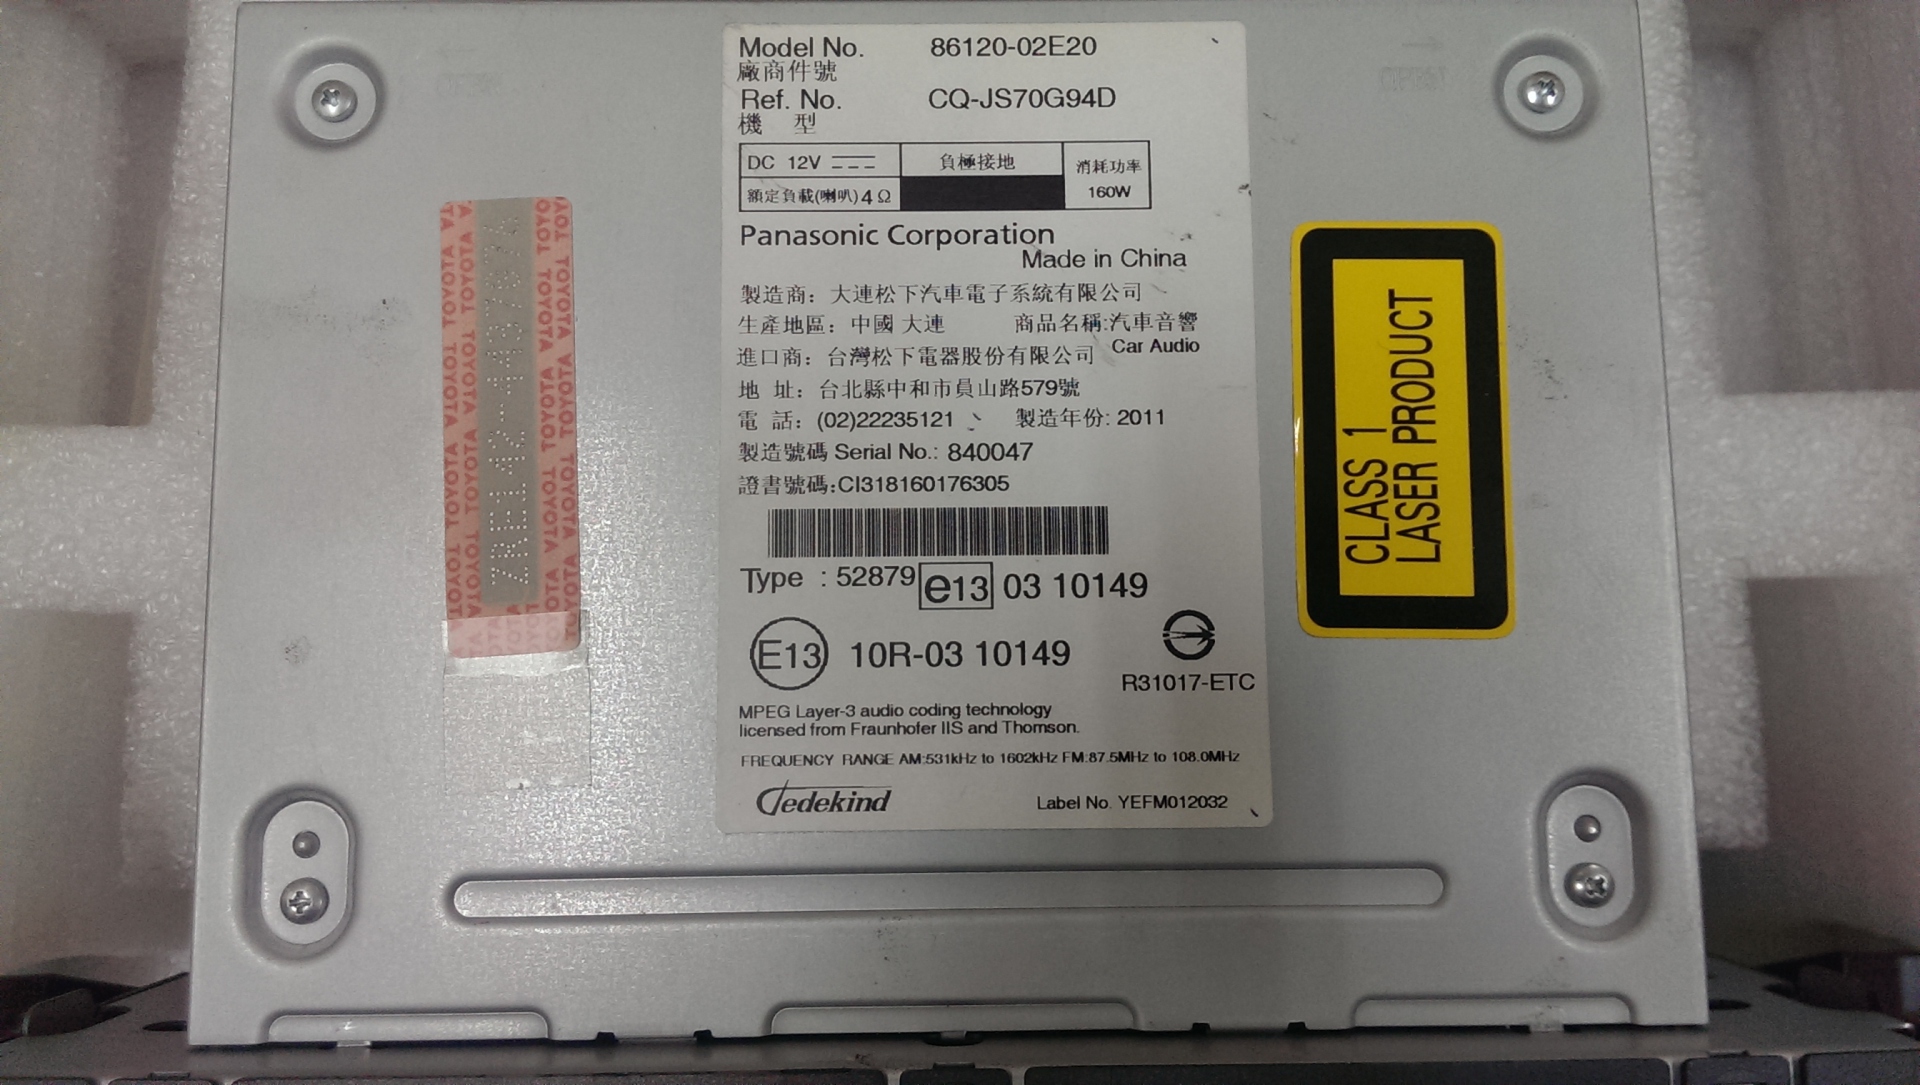 Model No. 86120-02E20
廠商件號
Ref. No. CQ-JS70G94D
機 型
DC 12V 負極接地 消耗功率
額定負載(喇叭)4Ω 160W
Panasonic Corporation
Made in China
製造商：大連松下汽車電子系統有限公司
生產地區：中國 大連 商品名稱:汽車音響
Car Audio
進口商：台灣松下電器股份有限公司
地 址：台北縣中和市員山路579號
電 話：(02)22235121 製造年份: 2011
製造號碼 Serial No.: 840047
證書號碼:CI318160176305
Type : 52879 e13 03 10149
E13 10R-03 10149
R31017-ETC
MPEG Layer-3 audio coding technology
licensed from Fraunhofer IIS and Thomson.
FREQUENCY RANGE AM:531kHz to 1602kHz FM:87.5MHz to 108.0MHz
Gedekind Label No. YEFM012032
CLASS 1
LASER PRODUCT
TOYOTA TOYOTA TOYOTA TOYOTA